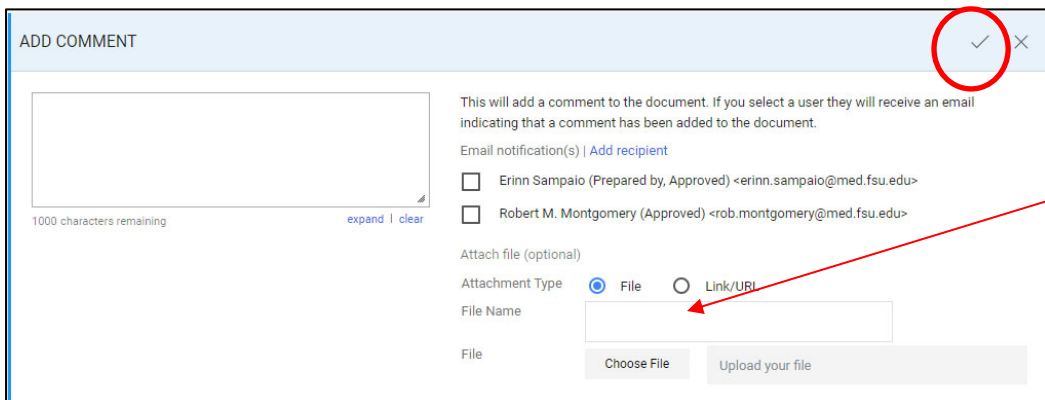 ADD COMMENT
1000 characters remaining
expand | clear
This will add a comment to the document. If you select a user they will receive an email
indicating that a comment has been added to the document.
Email notification(s) | Add recipient
Erinn Sampaio (Prepared by, Approved) <erinn.sampaio@med.fsu.edu>
Robert M. Montgomery (Approved) <rob.montgomery@med.fsu.edu>
Attach file (optional)
Attachment Type File Link/URL
File Name
File Choose File Upload your file